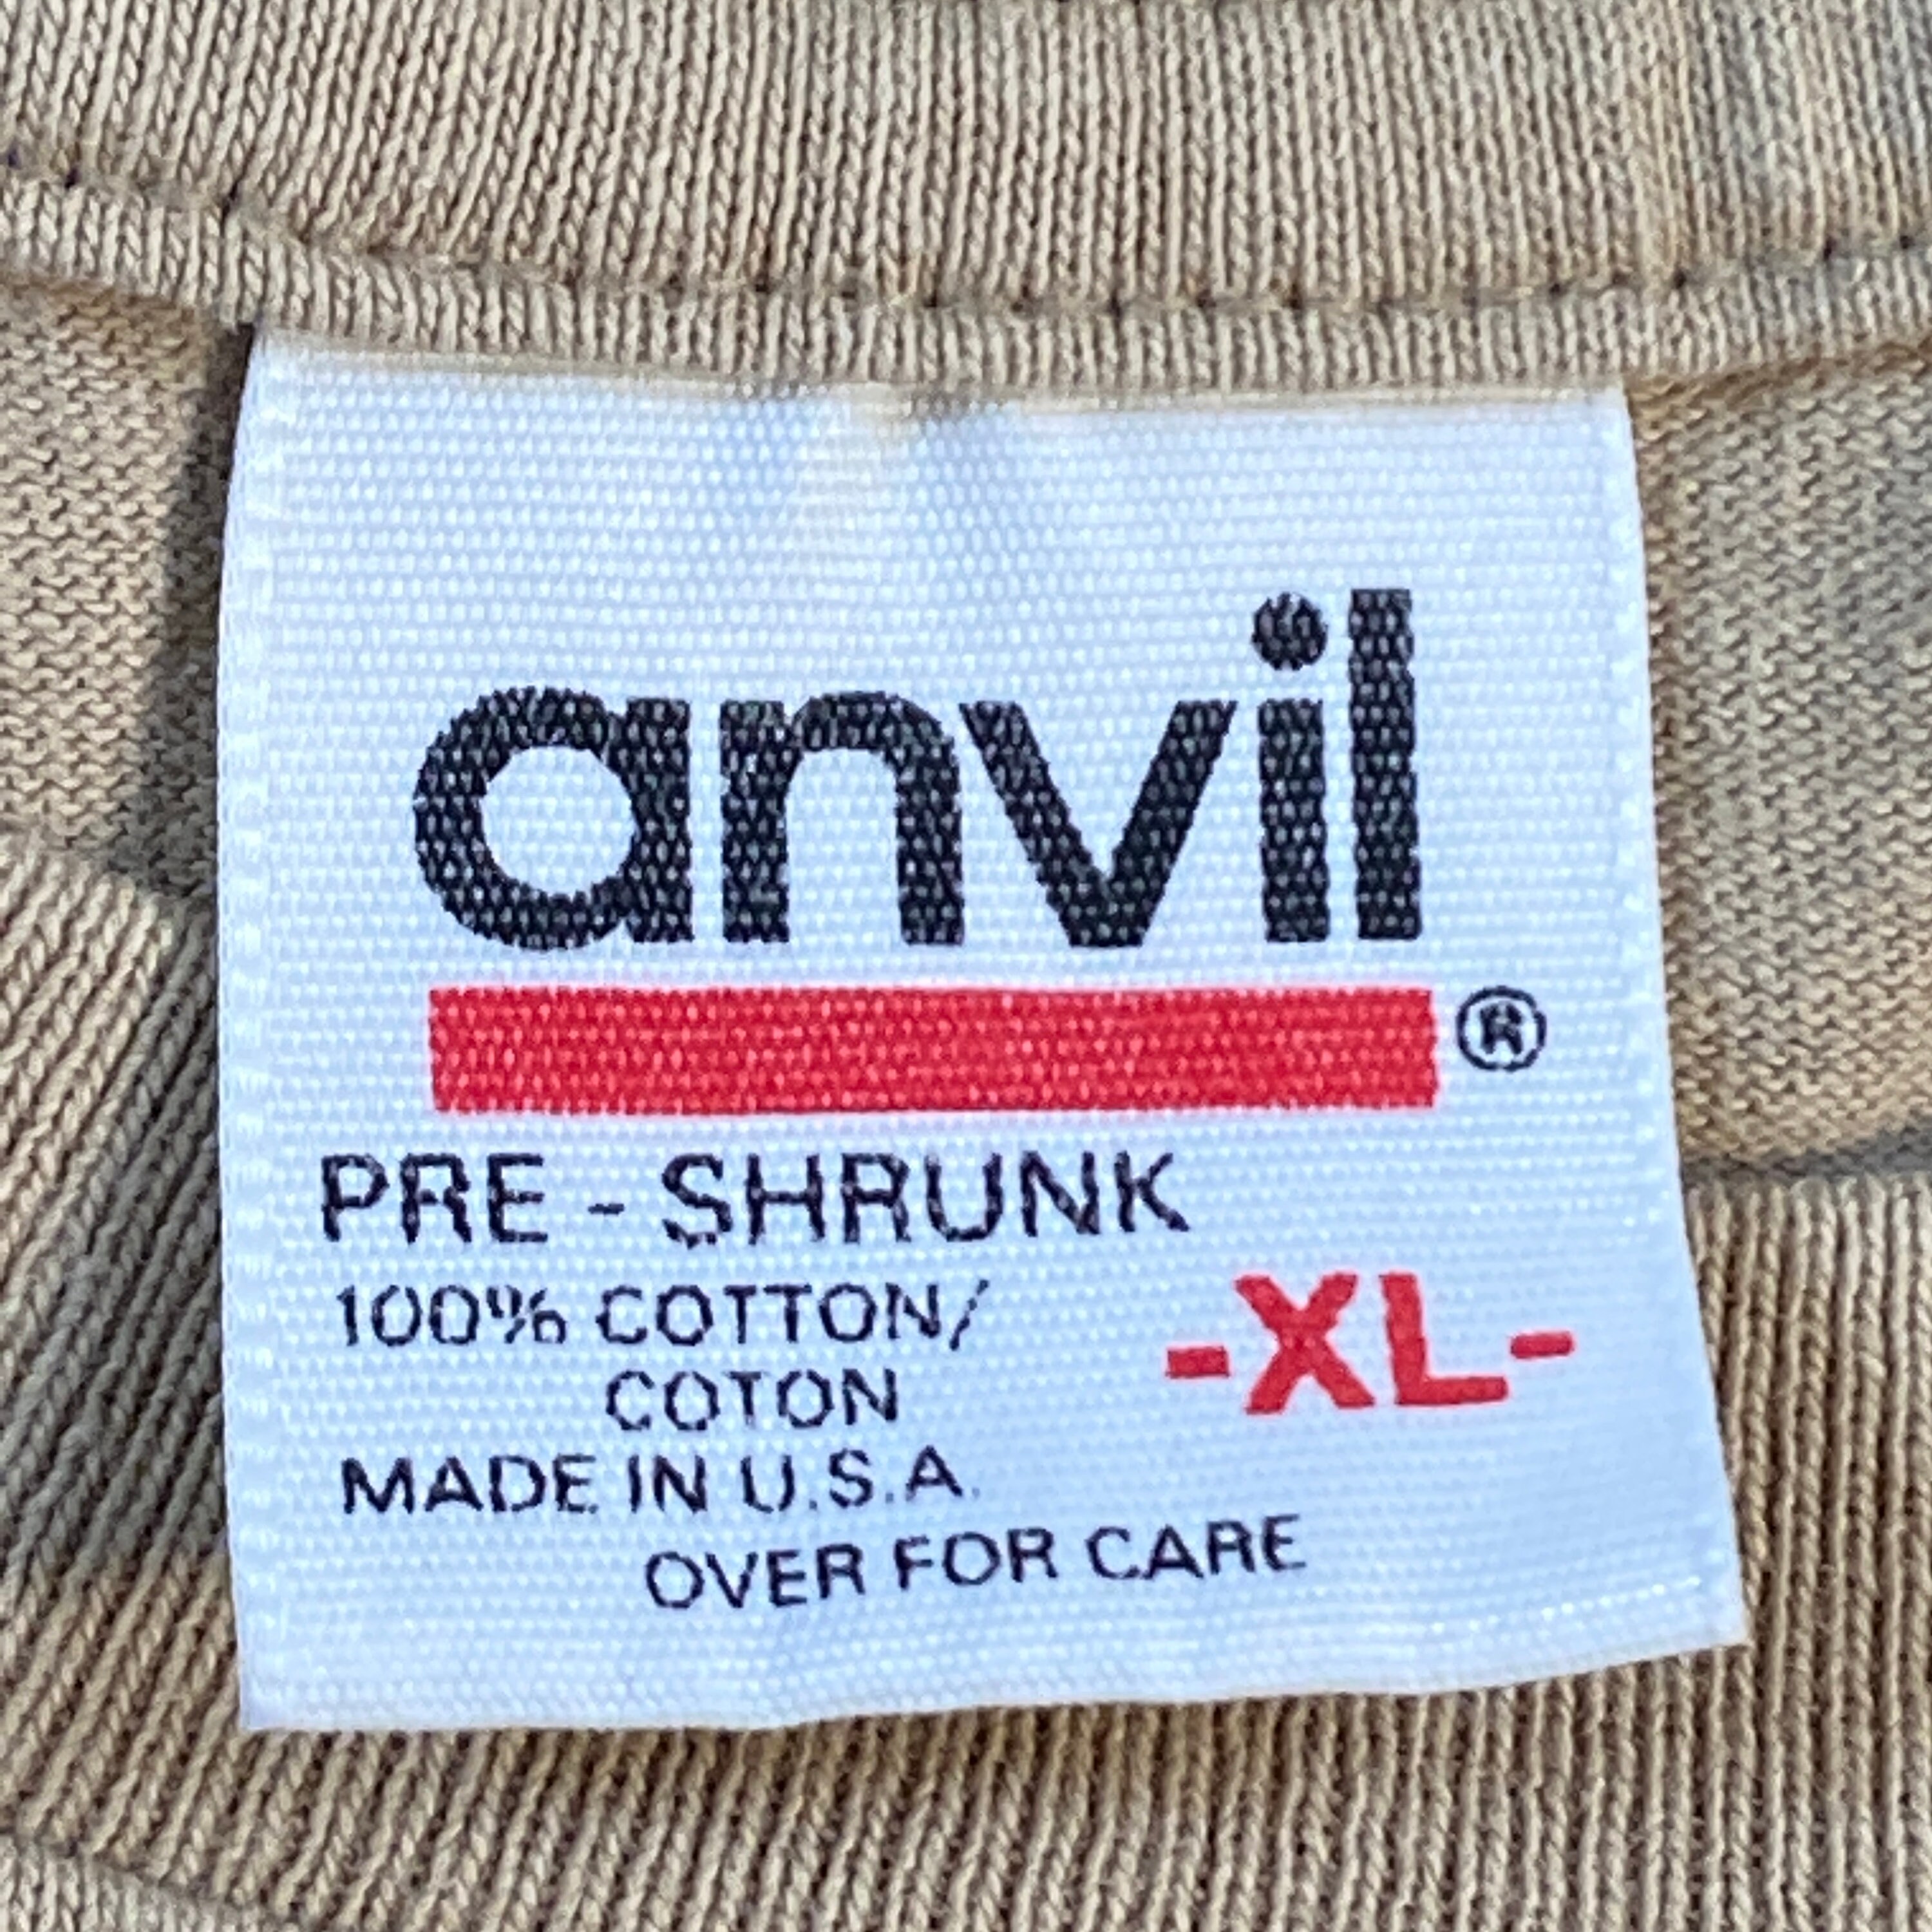 anvil
®
PRE - SHRUNK
100% COTTON/
COTON
-XL-
MADE IN U.S.A.
OVER FOR CARE